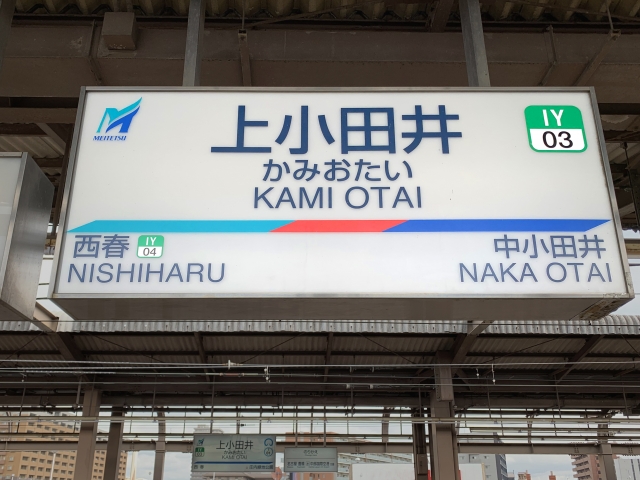 MEITETSU
上小田井
かみおたい
KAMI OTAI
IY
03
西春
IY
04
NISHIHARU
中小田井
NAKA OTAI
上小田井
かみおたい
KAMI OTAI